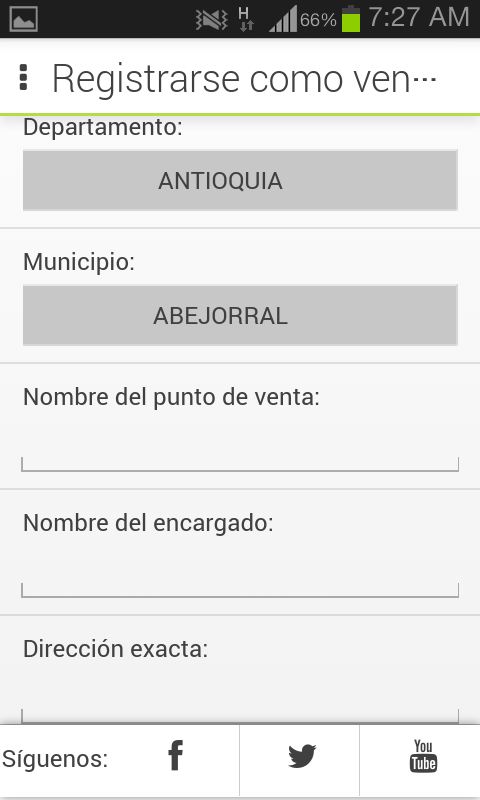 H 66% 7:27 AM
Registrarse como ven...
Departamento:
ANTIOQUIA
Municipio:
ABEJORRAL
Nombre del punto de venta:
Nombre del encargado:
Dirección exacta:
Síguenos: f You
Tube